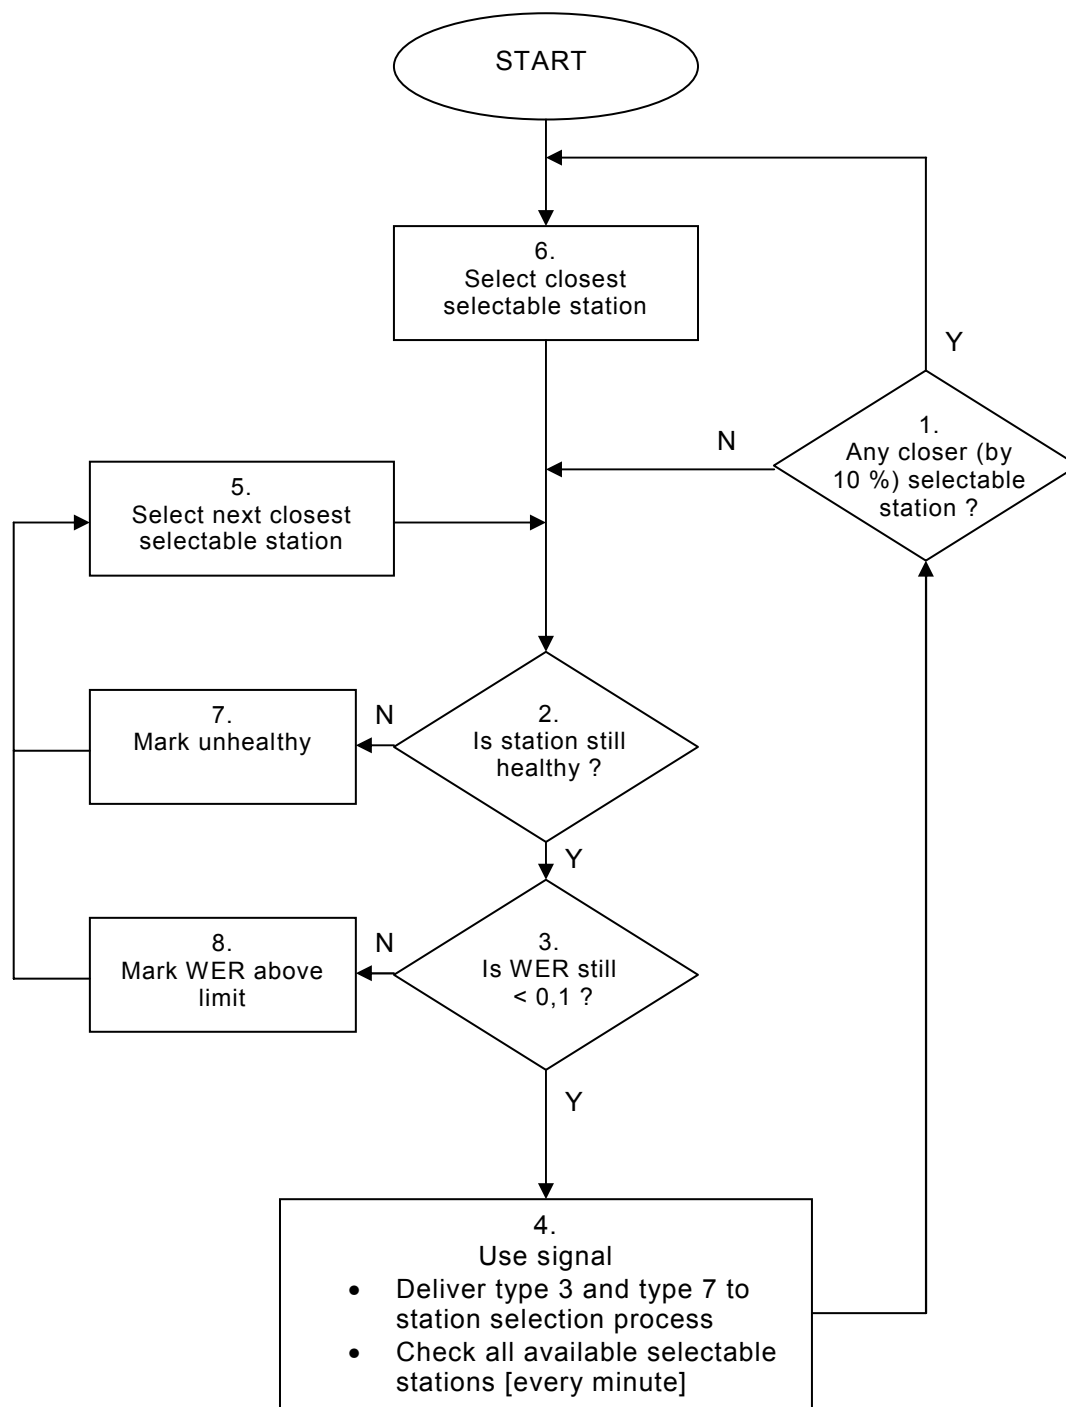 START
6.
Select closest
selectable station
Y
1.
Any closer (by
10 %) selectable
station ?
N
5.
Select next closest
selectable station
7.
Mark unhealthy
N
2.
Is station still
healthy ?
Y
8.
Mark WER above
limit
N
3.
Is WER still
< 0,1 ?
Y
4.
Use signal
• Deliver type 3 and type 7 to
station selection process
• Check all available selectable
stations [every minute]